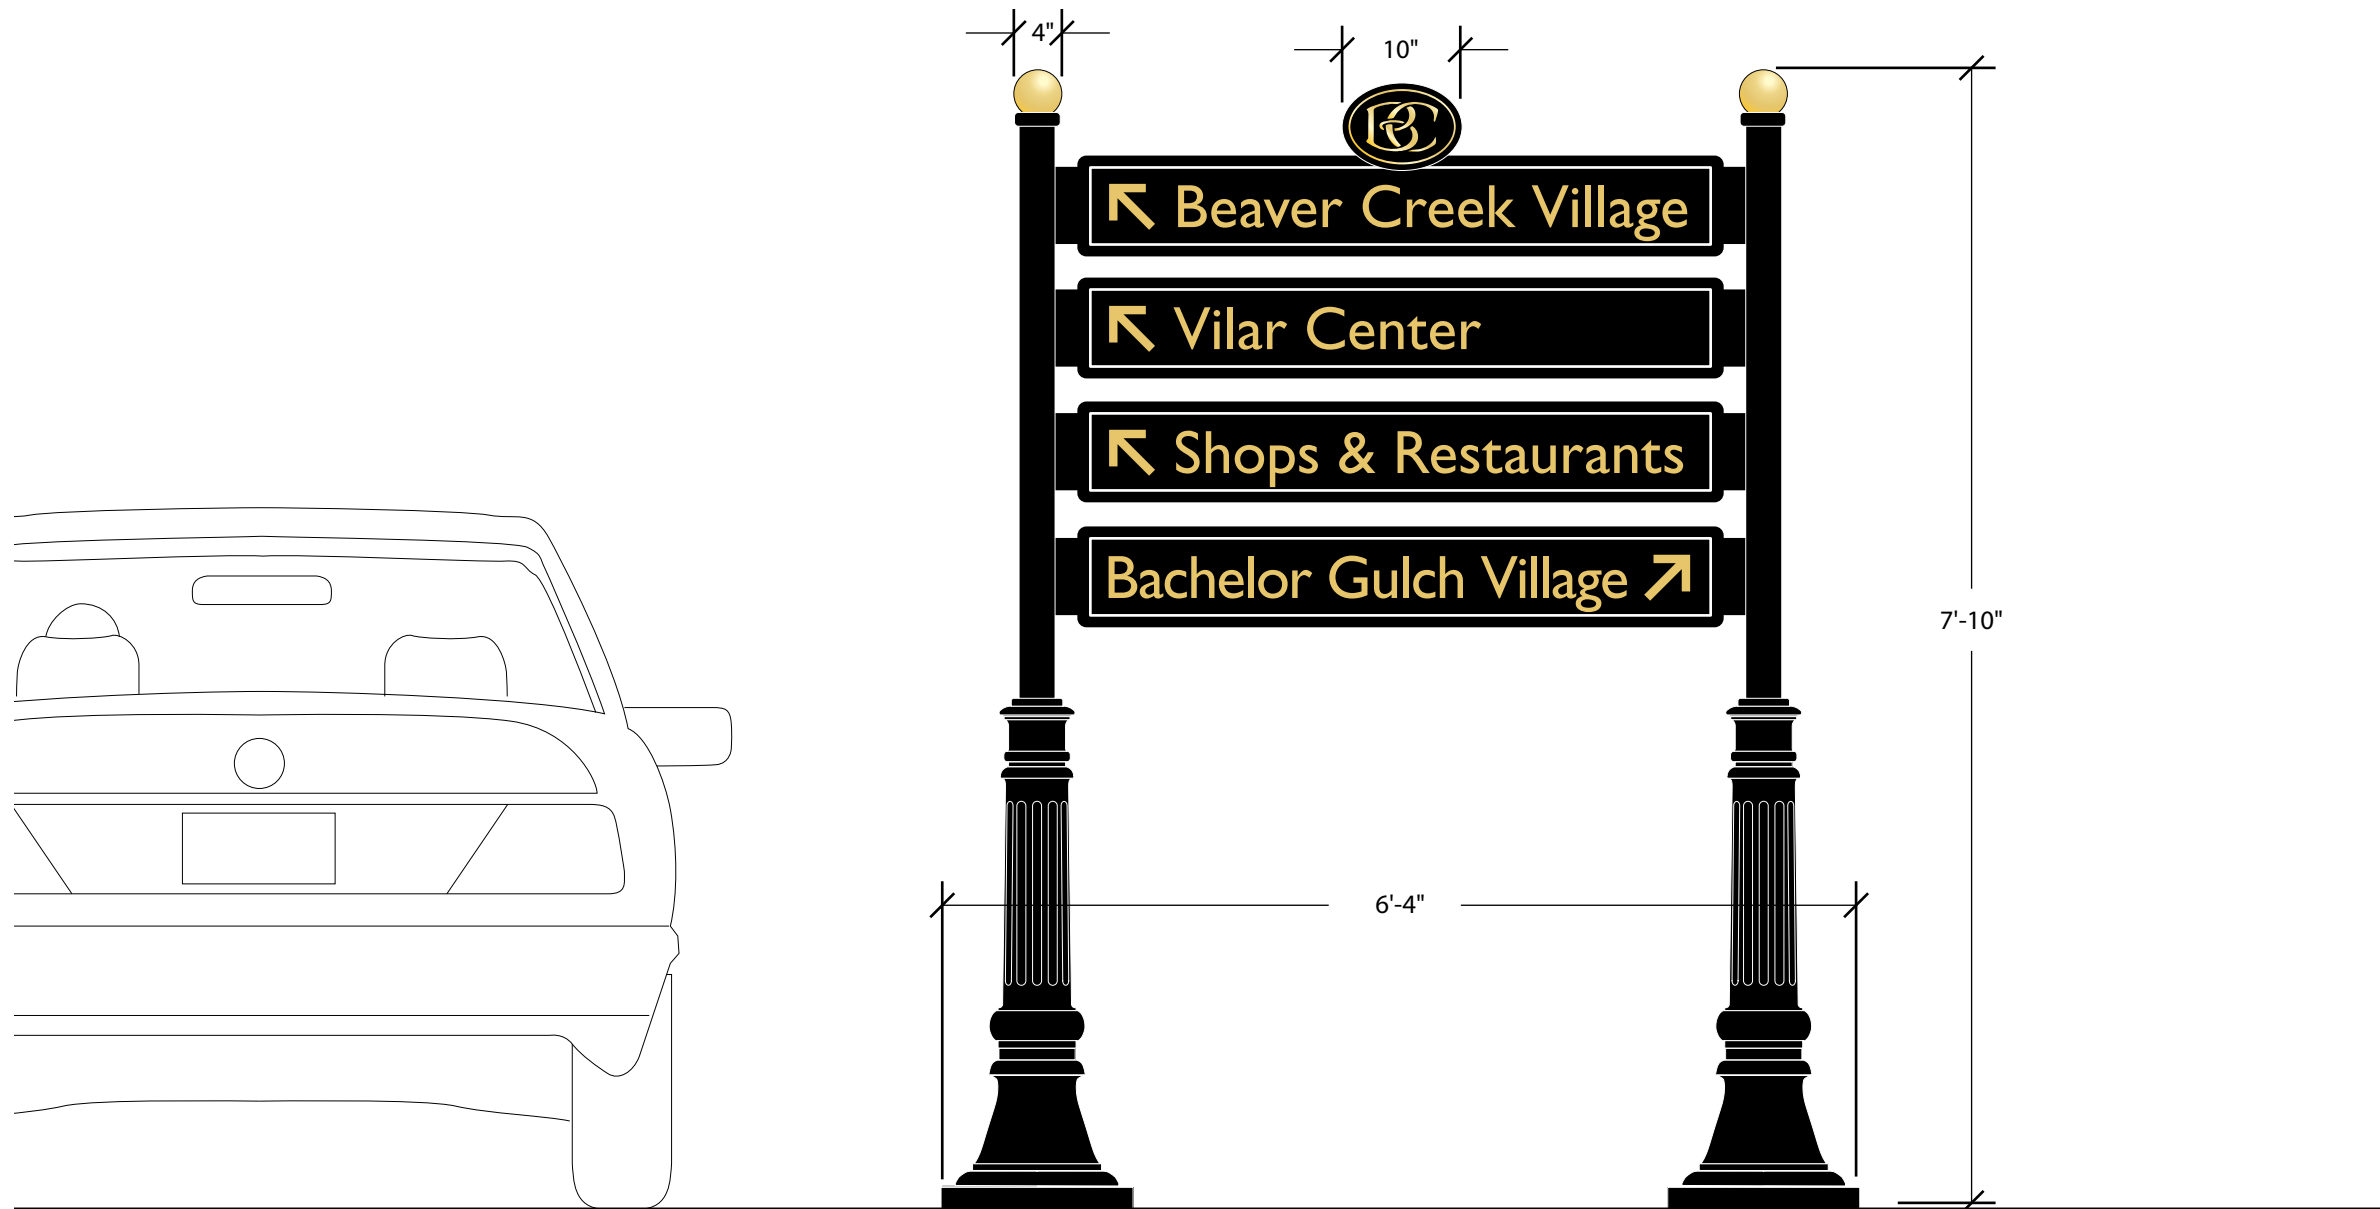 4"
10"
BC
Beaver Creek Village
Vilar Center
Shops & Restaurants
Bachelor Gulch Village
7'-10"
6'-4"